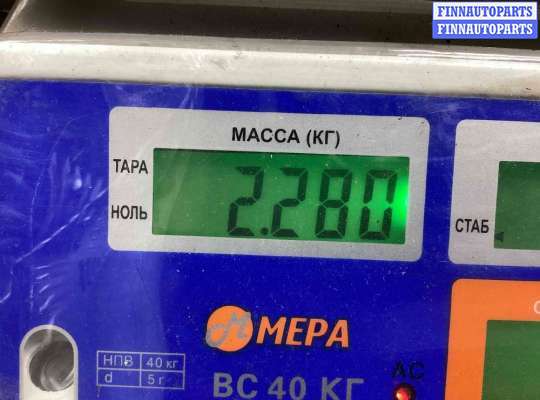 FINNAUTOPARTS
FINNAUTOPARTS
МАССА (КГ)
ТАРА
2.280
НОЛЬ
СТАБ
МЕРА
НПВ 40 кг
d 5 г
ВС 40 КГ
АС